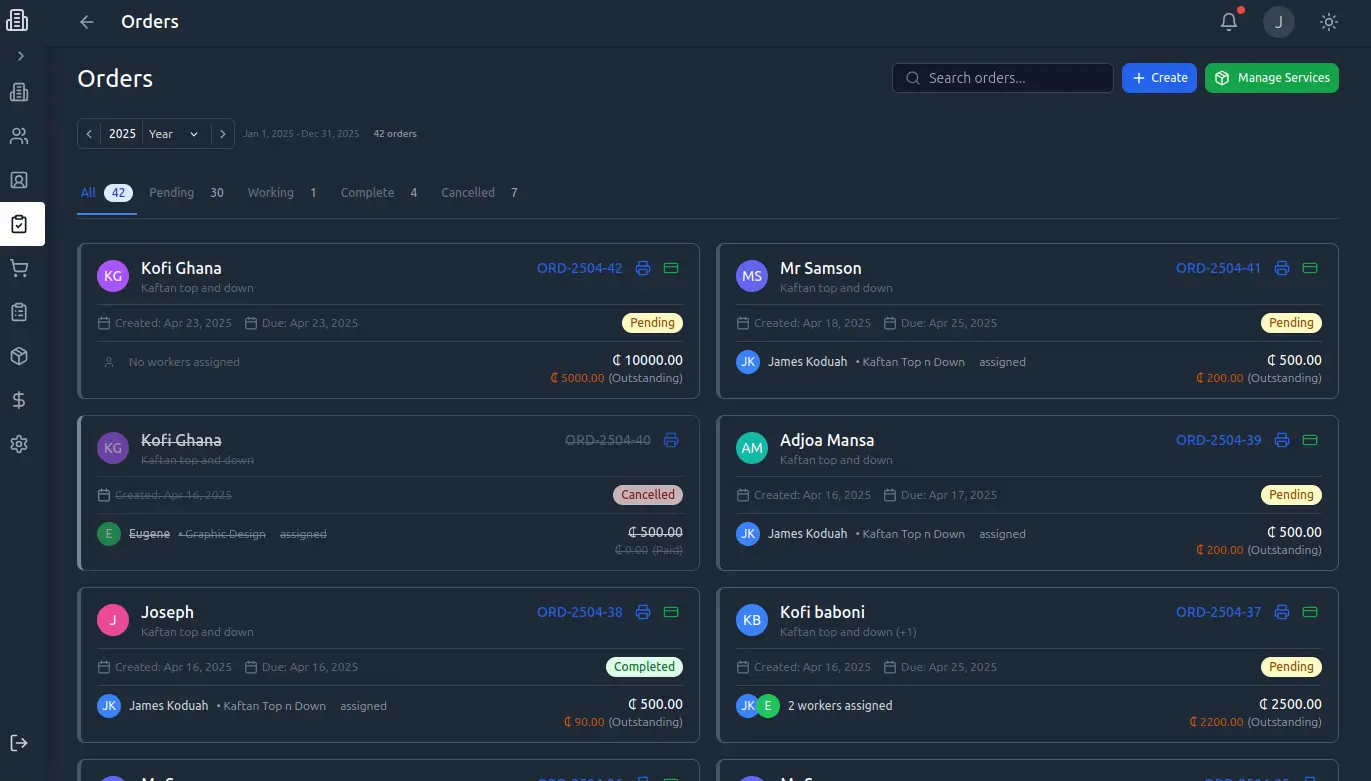 Orders
J
Orders
Search orders...
+ Create
Manage Services
2025 Year
Jan 1, 2025 - Dec 31, 2025
42 orders
All 42 Pending 30 Working 1 Complete 4 Cancelled 7
KG
Kofi Ghana
ORD-2504-42
Kaftan top and down
Created: Apr 23, 2025 Due: Apr 23, 2025
Pending
No workers assigned
₵ 10000.00
₵ 5000.00 (Outstanding)
MS
Mr Samson
ORD-2504-41
Kaftan top and down
Created: Apr 18, 2025 Due: Apr 25, 2025
Pending
JK James Koduah • Kaftan Top n Down assigned
₵ 500.00
₵ 200.00 (Outstanding)
KG
Kofi Ghana
ORD-2504-40
Kaftan top and down
Created: Apr 16, 2025
Cancelled
E Eugene • Graphic Design assigned
₵ 500.00
₵ 0.00 (Paid)
AM
Adjoa Mansa
ORD-2504-39
Kaftan top and down
Created: Apr 16, 2025 Due: Apr 17, 2025
Pending
JK James Koduah • Kaftan Top n Down assigned
₵ 500.00
₵ 200.00 (Outstanding)
J
Joseph
ORD-2504-38
Kaftan top and down
Created: Apr 16, 2025 Due: Apr 16, 2025
Completed
JK James Koduah • Kaftan Top n Down assigned
₵ 500.00
₵ 90.00 (Outstanding)
KB
Kofi baboni
ORD-2504-37
Kaftan top and down (+1)
Created: Apr 16, 2025 Due: Apr 25, 2025
Pending
JK E 2 workers assigned
₵ 2500.00
₵ 2200.00 (Outstanding)